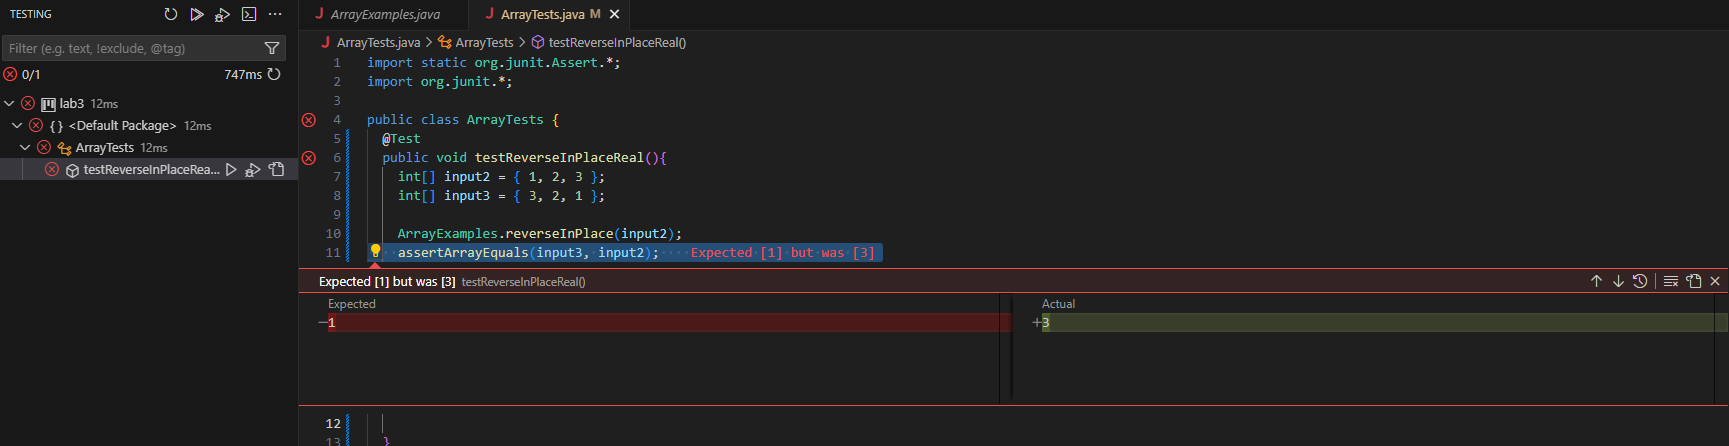 TESTING
Filter (e.g. text, !exclude, @tag)
0/1 747ms
lab3 12ms
{ } <Default Package> 12ms
ArrayTests 12ms
testReverseInPlaceRea...
J ArrayExamples.java
J ArrayTests.java M
J ArrayTests.java > ArrayTests > testReverseInPlaceReal()
1 import static org.junit.Assert.*;
2 import org.junit.*;
3
4 public class ArrayTests {
5 @Test
6 public void testReverseInPlaceReal(){
7 int[] input2 = { 1, 2, 3 };
8 int[] input3 = { 3, 2, 1 };
9
10 ArrayExamples.reverseInPlace(input2);
11 assertArrayEquals(input3, input2); Expected [1] but was [3]
Expected [1] but was [3] testReverseInPlaceReal()
Expected
−1
Actual
+3
12
13 }